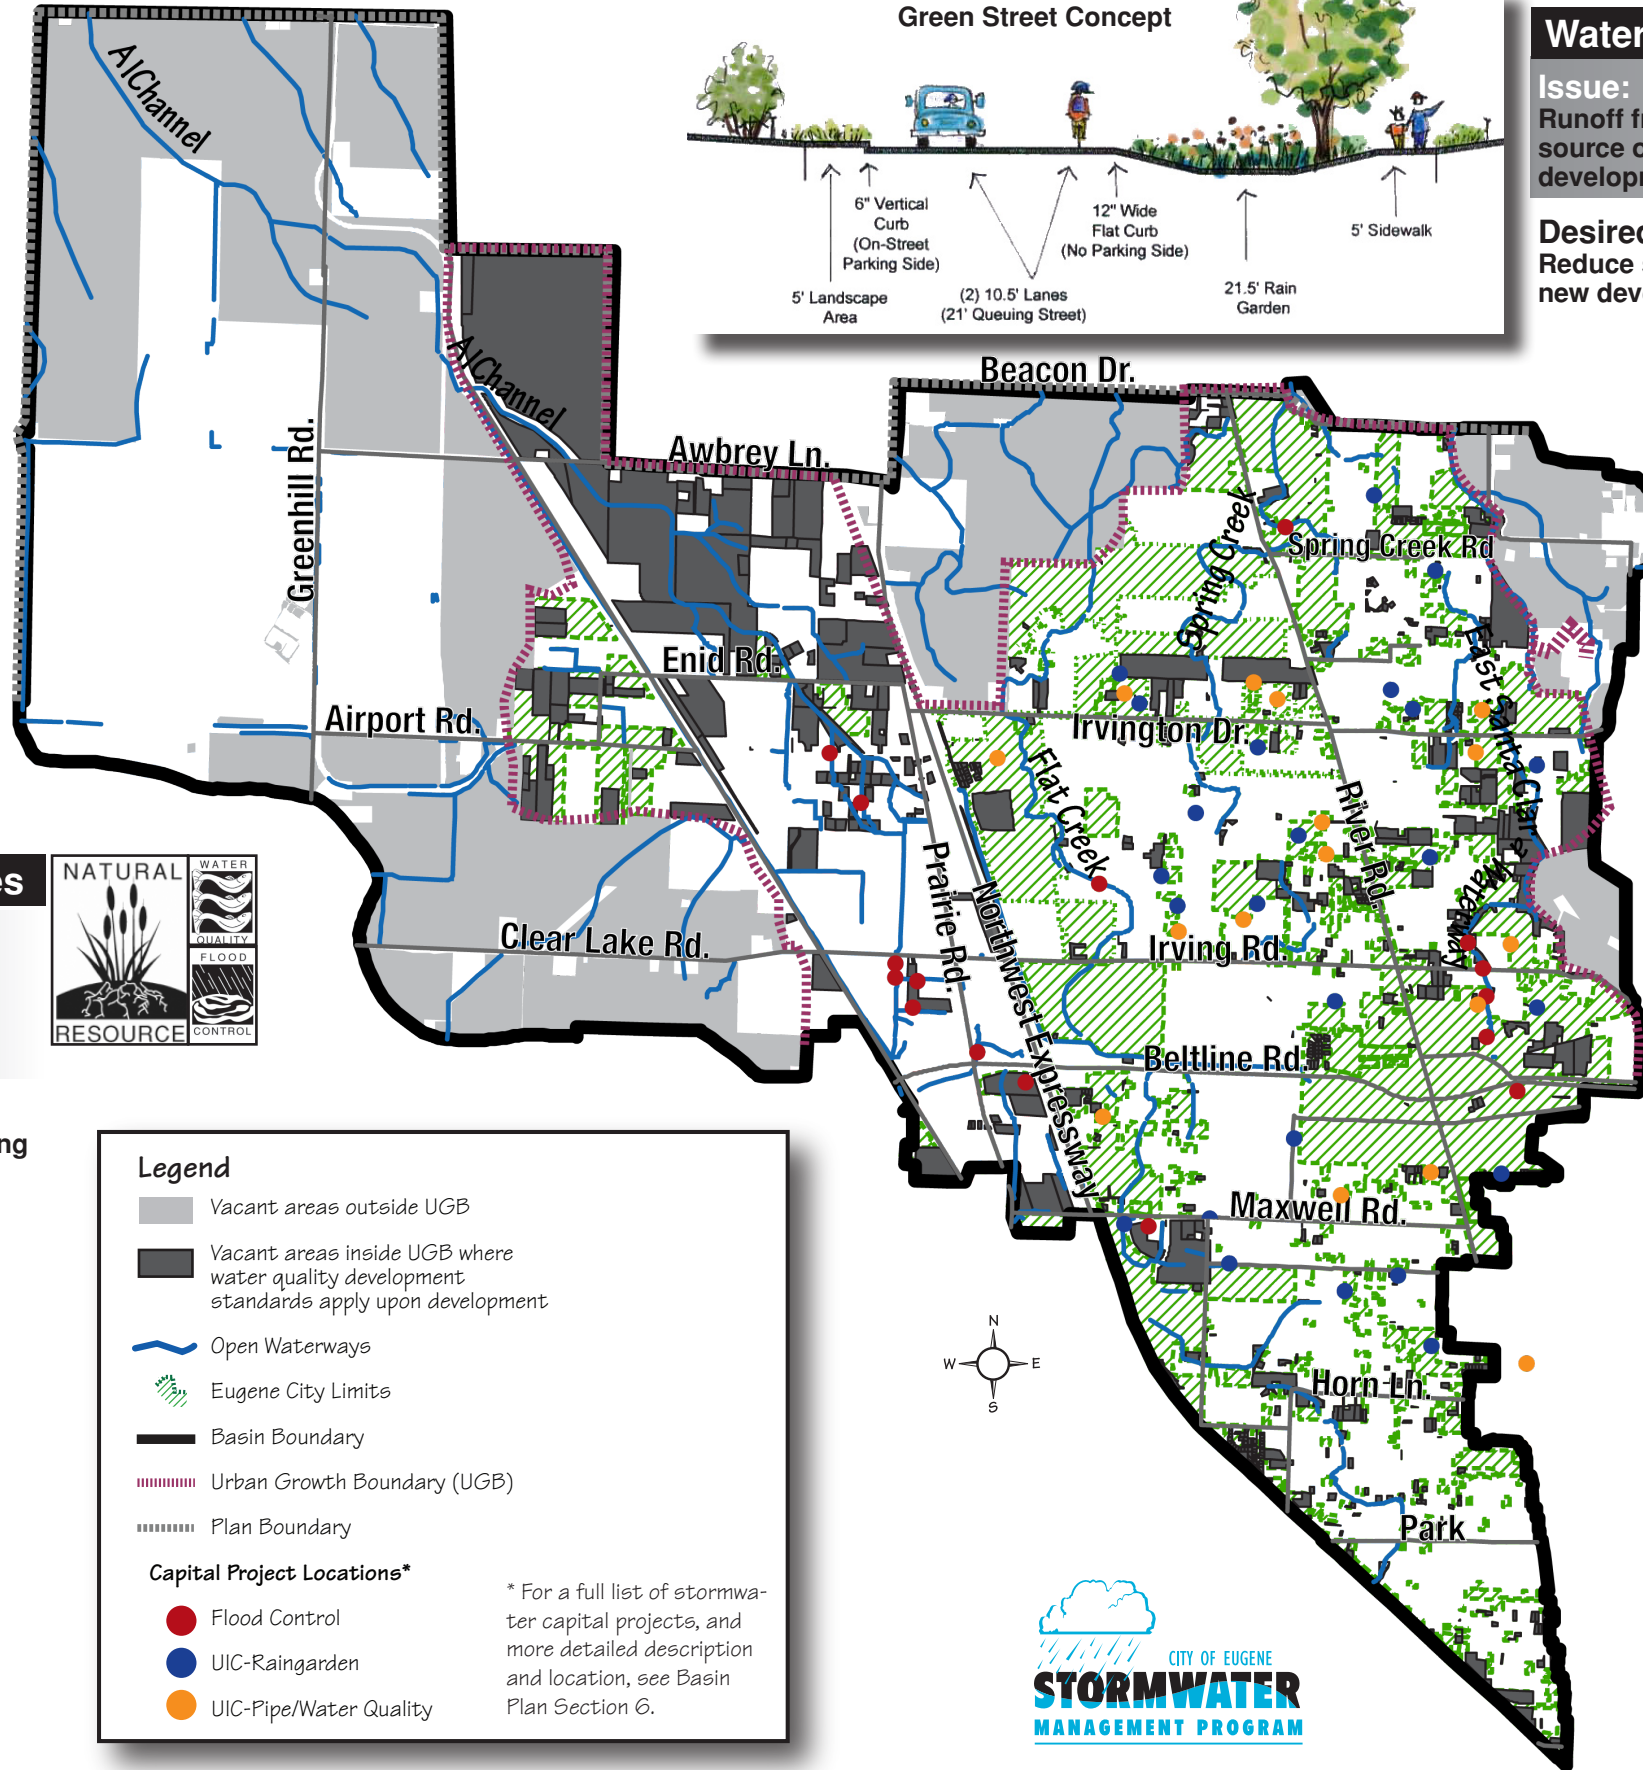 Green Street Concept
6" Vertical
Curb
(On-Street
Parking Side)
12" Wide
Flat Curb
(No Parking Side)
5' Sidewalk
5' Landscape
Area
(2) 10.5' Lanes
(21' Queuing Street)
21.5' Rain
Garden
Water
Issue:
Runoff f
source o
developm
Desired
Reduce
new dev
A1Channel
A1Channel
Beacon Dr.
Awbrey Ln.
Greenhill Rd.
Spring Creek
Spring Creek Rd
Enid Rd.
Airport Rd.
Irvington Dr.
East Santa Clara Waterway
Flat Creek
River Rd.
Prairie Rd.
Northwest Expressway
Clear Lake Rd.
Irving Rd.
Beltline Rd.
Maxwell Rd.
Horn Ln.
Park
es
NATURAL
RESOURCE
WATER
QUALITY
FLOOD
CONTROL
ng
Legend
Vacant areas outside UGB
Vacant areas inside UGB where
water quality development
standards apply upon development
Open Waterways
Eugene City Limits
Basin Boundary
Urban Growth Boundary (UGB)
Plan Boundary
Capital Project Locations*
Flood Control
UIC-Raingarden
UIC-Pipe/Water Quality
* For a full list of stormwa-
ter capital projects, and
more detailed description
and location, see Basin
Plan Section 6.
N
W
E
S
CITY OF EUGENE
STORMWATER
MANAGEMENT PROGRAM